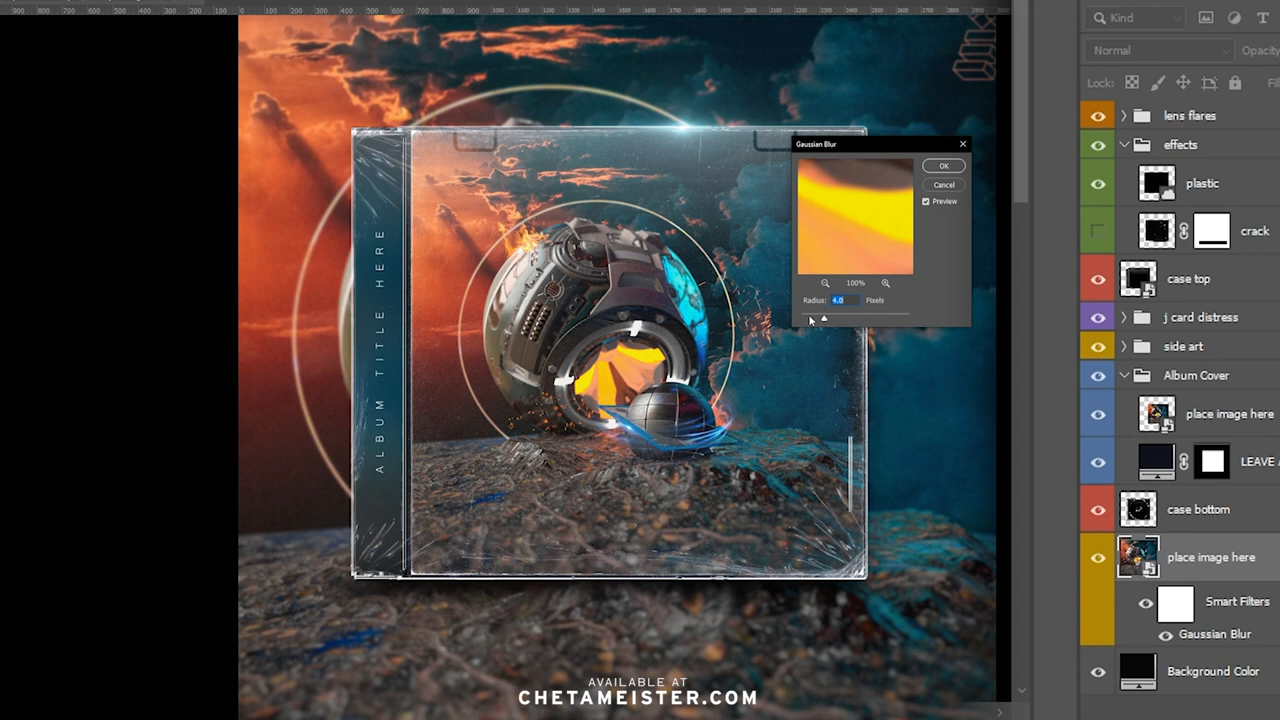 Kind
Normal
Opacity
Lock:
Fil
lens flares
effects
plastic
crack
case top
j card distress
side art
Album Cover
place image here
LEAVE
case bottom
place image here
Smart Filters
Gaussian Blur
Background Color
Gaussian Blur
OK
Cancel
Preview
100%
Radius: 4.0 Pixels
ALBUM TITLE HERE
AVAILABLE AT
CHETAMEISTER.COM